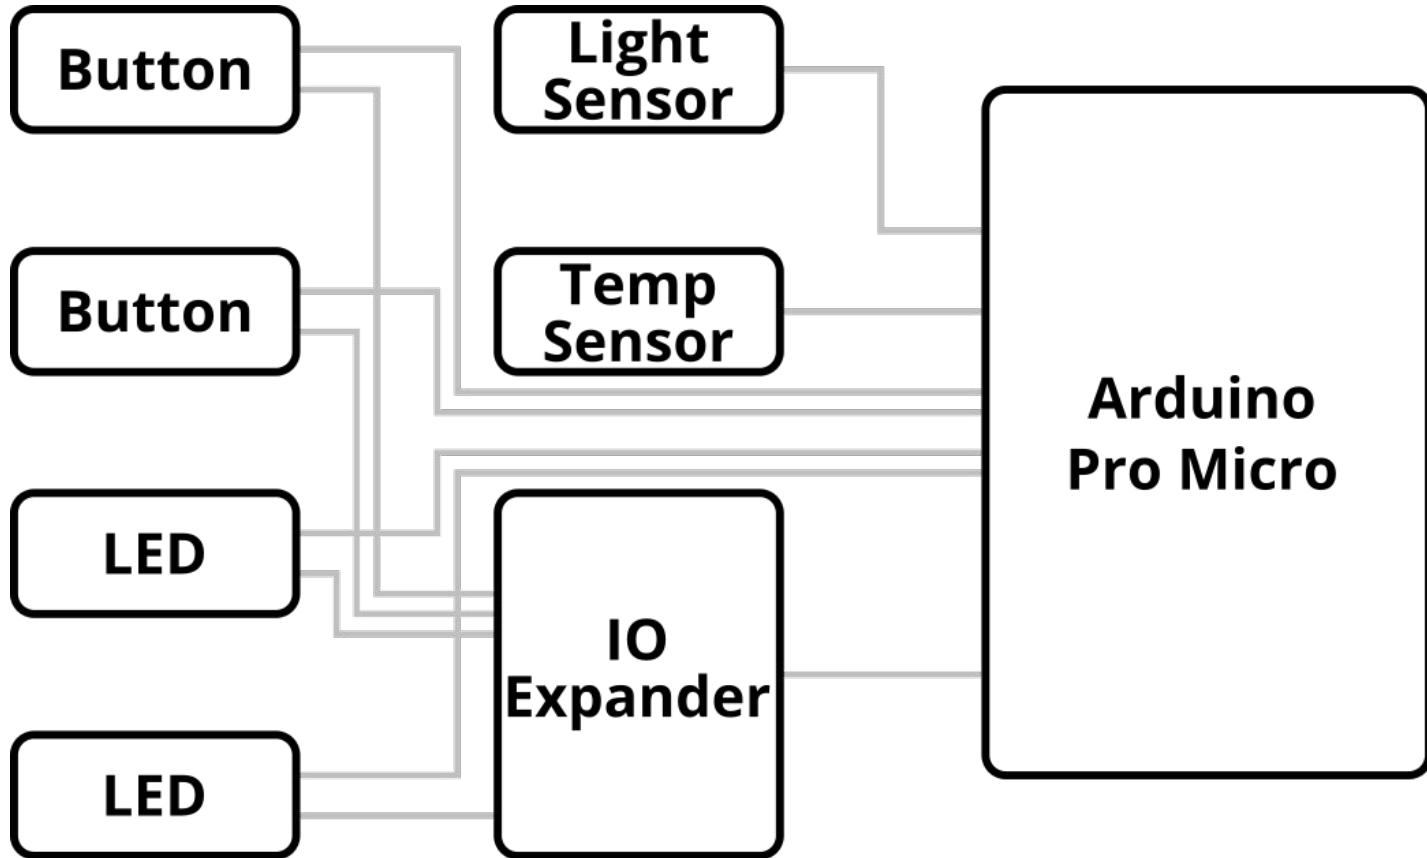 Button
Light
Sensor
Button
Temp
Sensor
Arduino
Pro Micro
LED
IO
Expander
LED